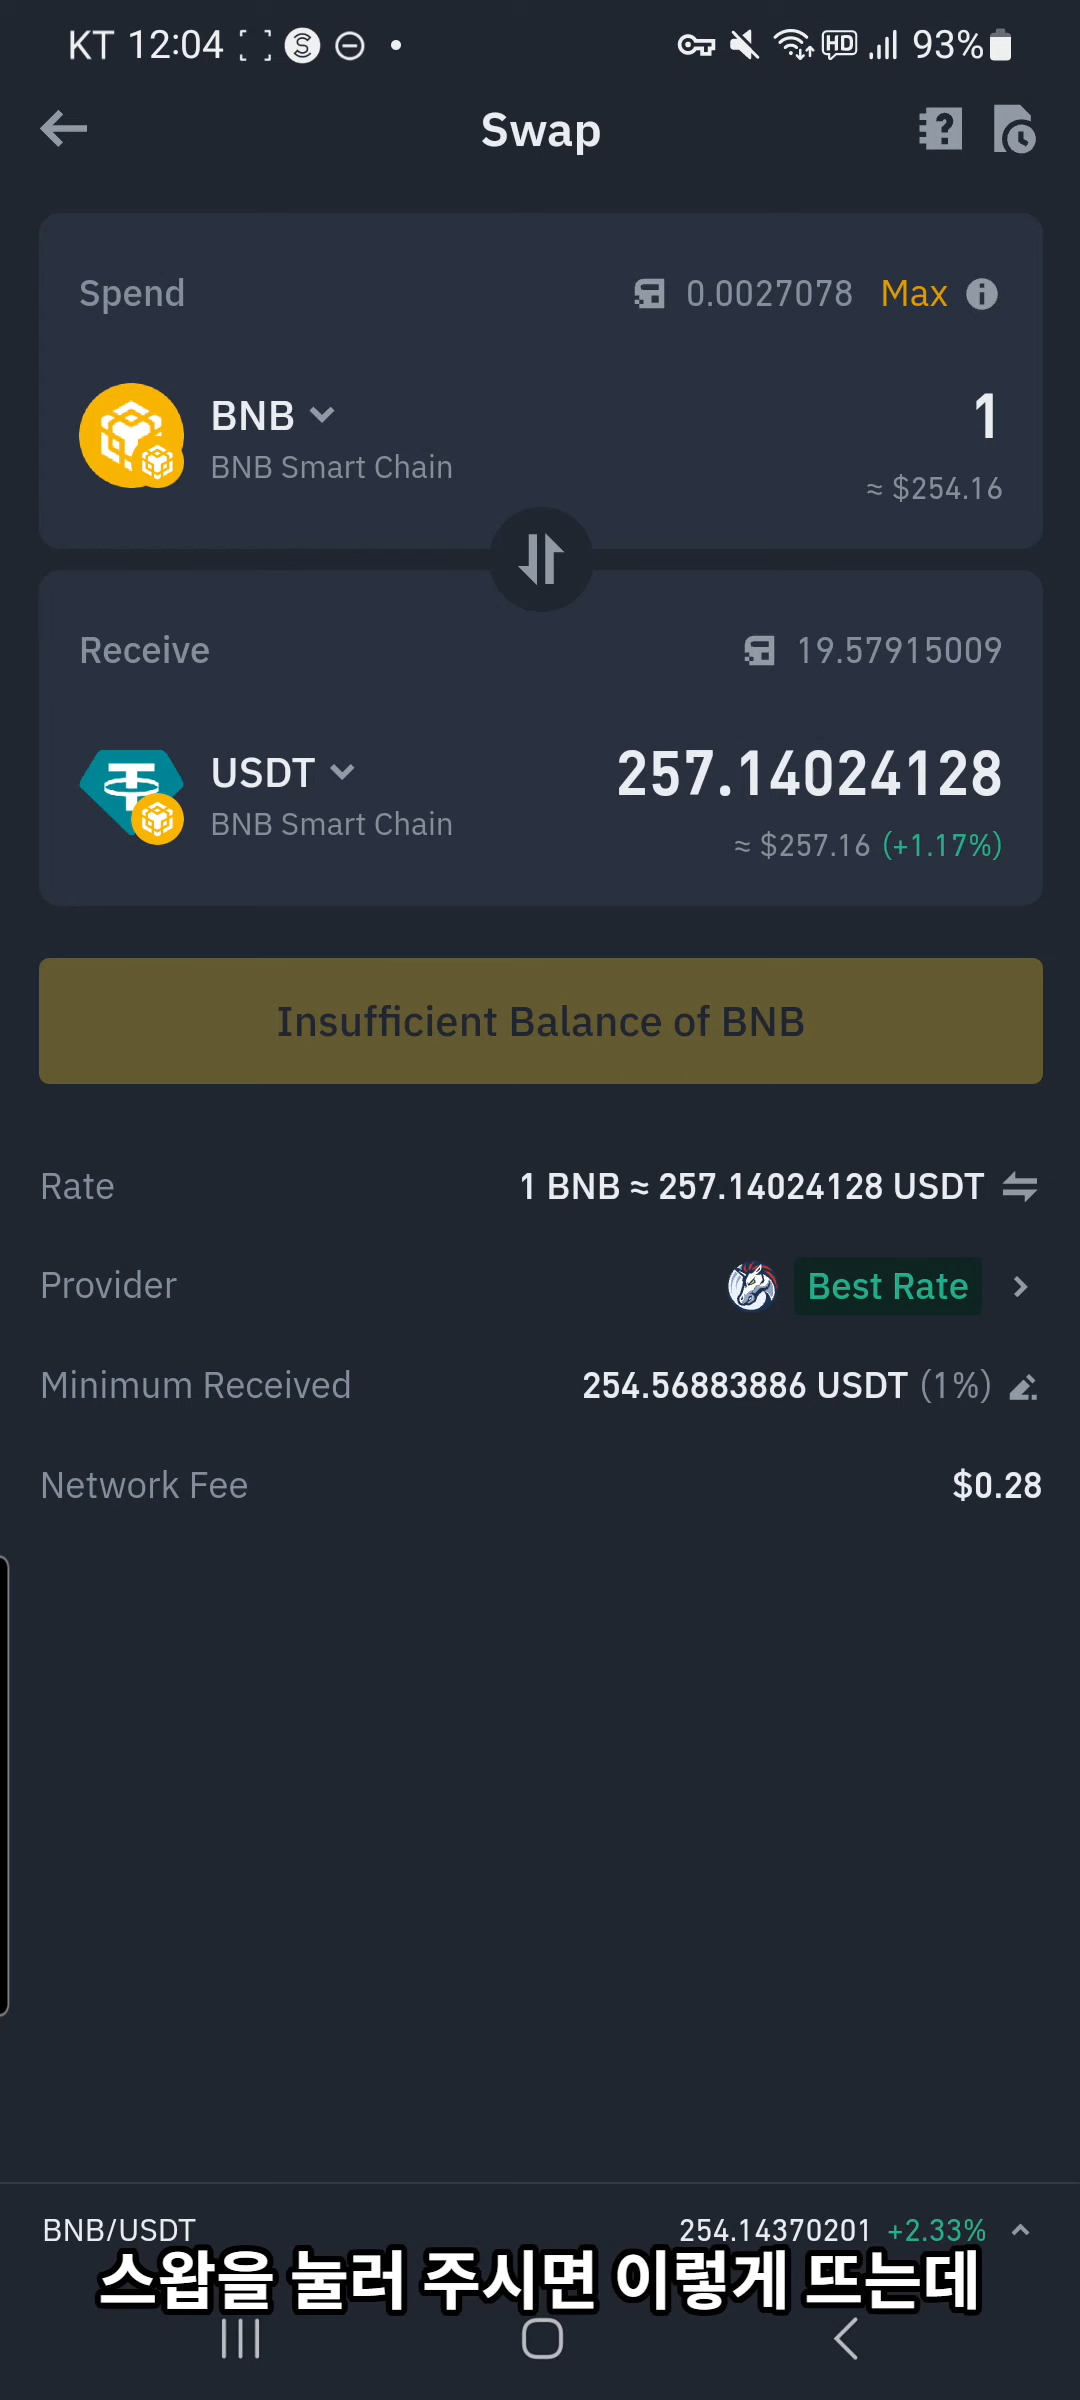 KT 12:04
HD 93%
Swap
Spend 0.0027078 Max
BNB 1
BNB Smart Chain ≈ $254.16
Receive 19.57915009
USDT 257.14024128
BNB Smart Chain ≈ $257.16 (+1.17%)
Insufficient Balance of BNB
Rate 1 BNB ≈ 257.14024128 USDT
Provider Best Rate
Minimum Received 254.56883886 USDT (1%)
Network Fee $0.28
BNB/USDT 254.14370201 +2.33%
스왑을 눌러 주시면 이렇게 뜨는데